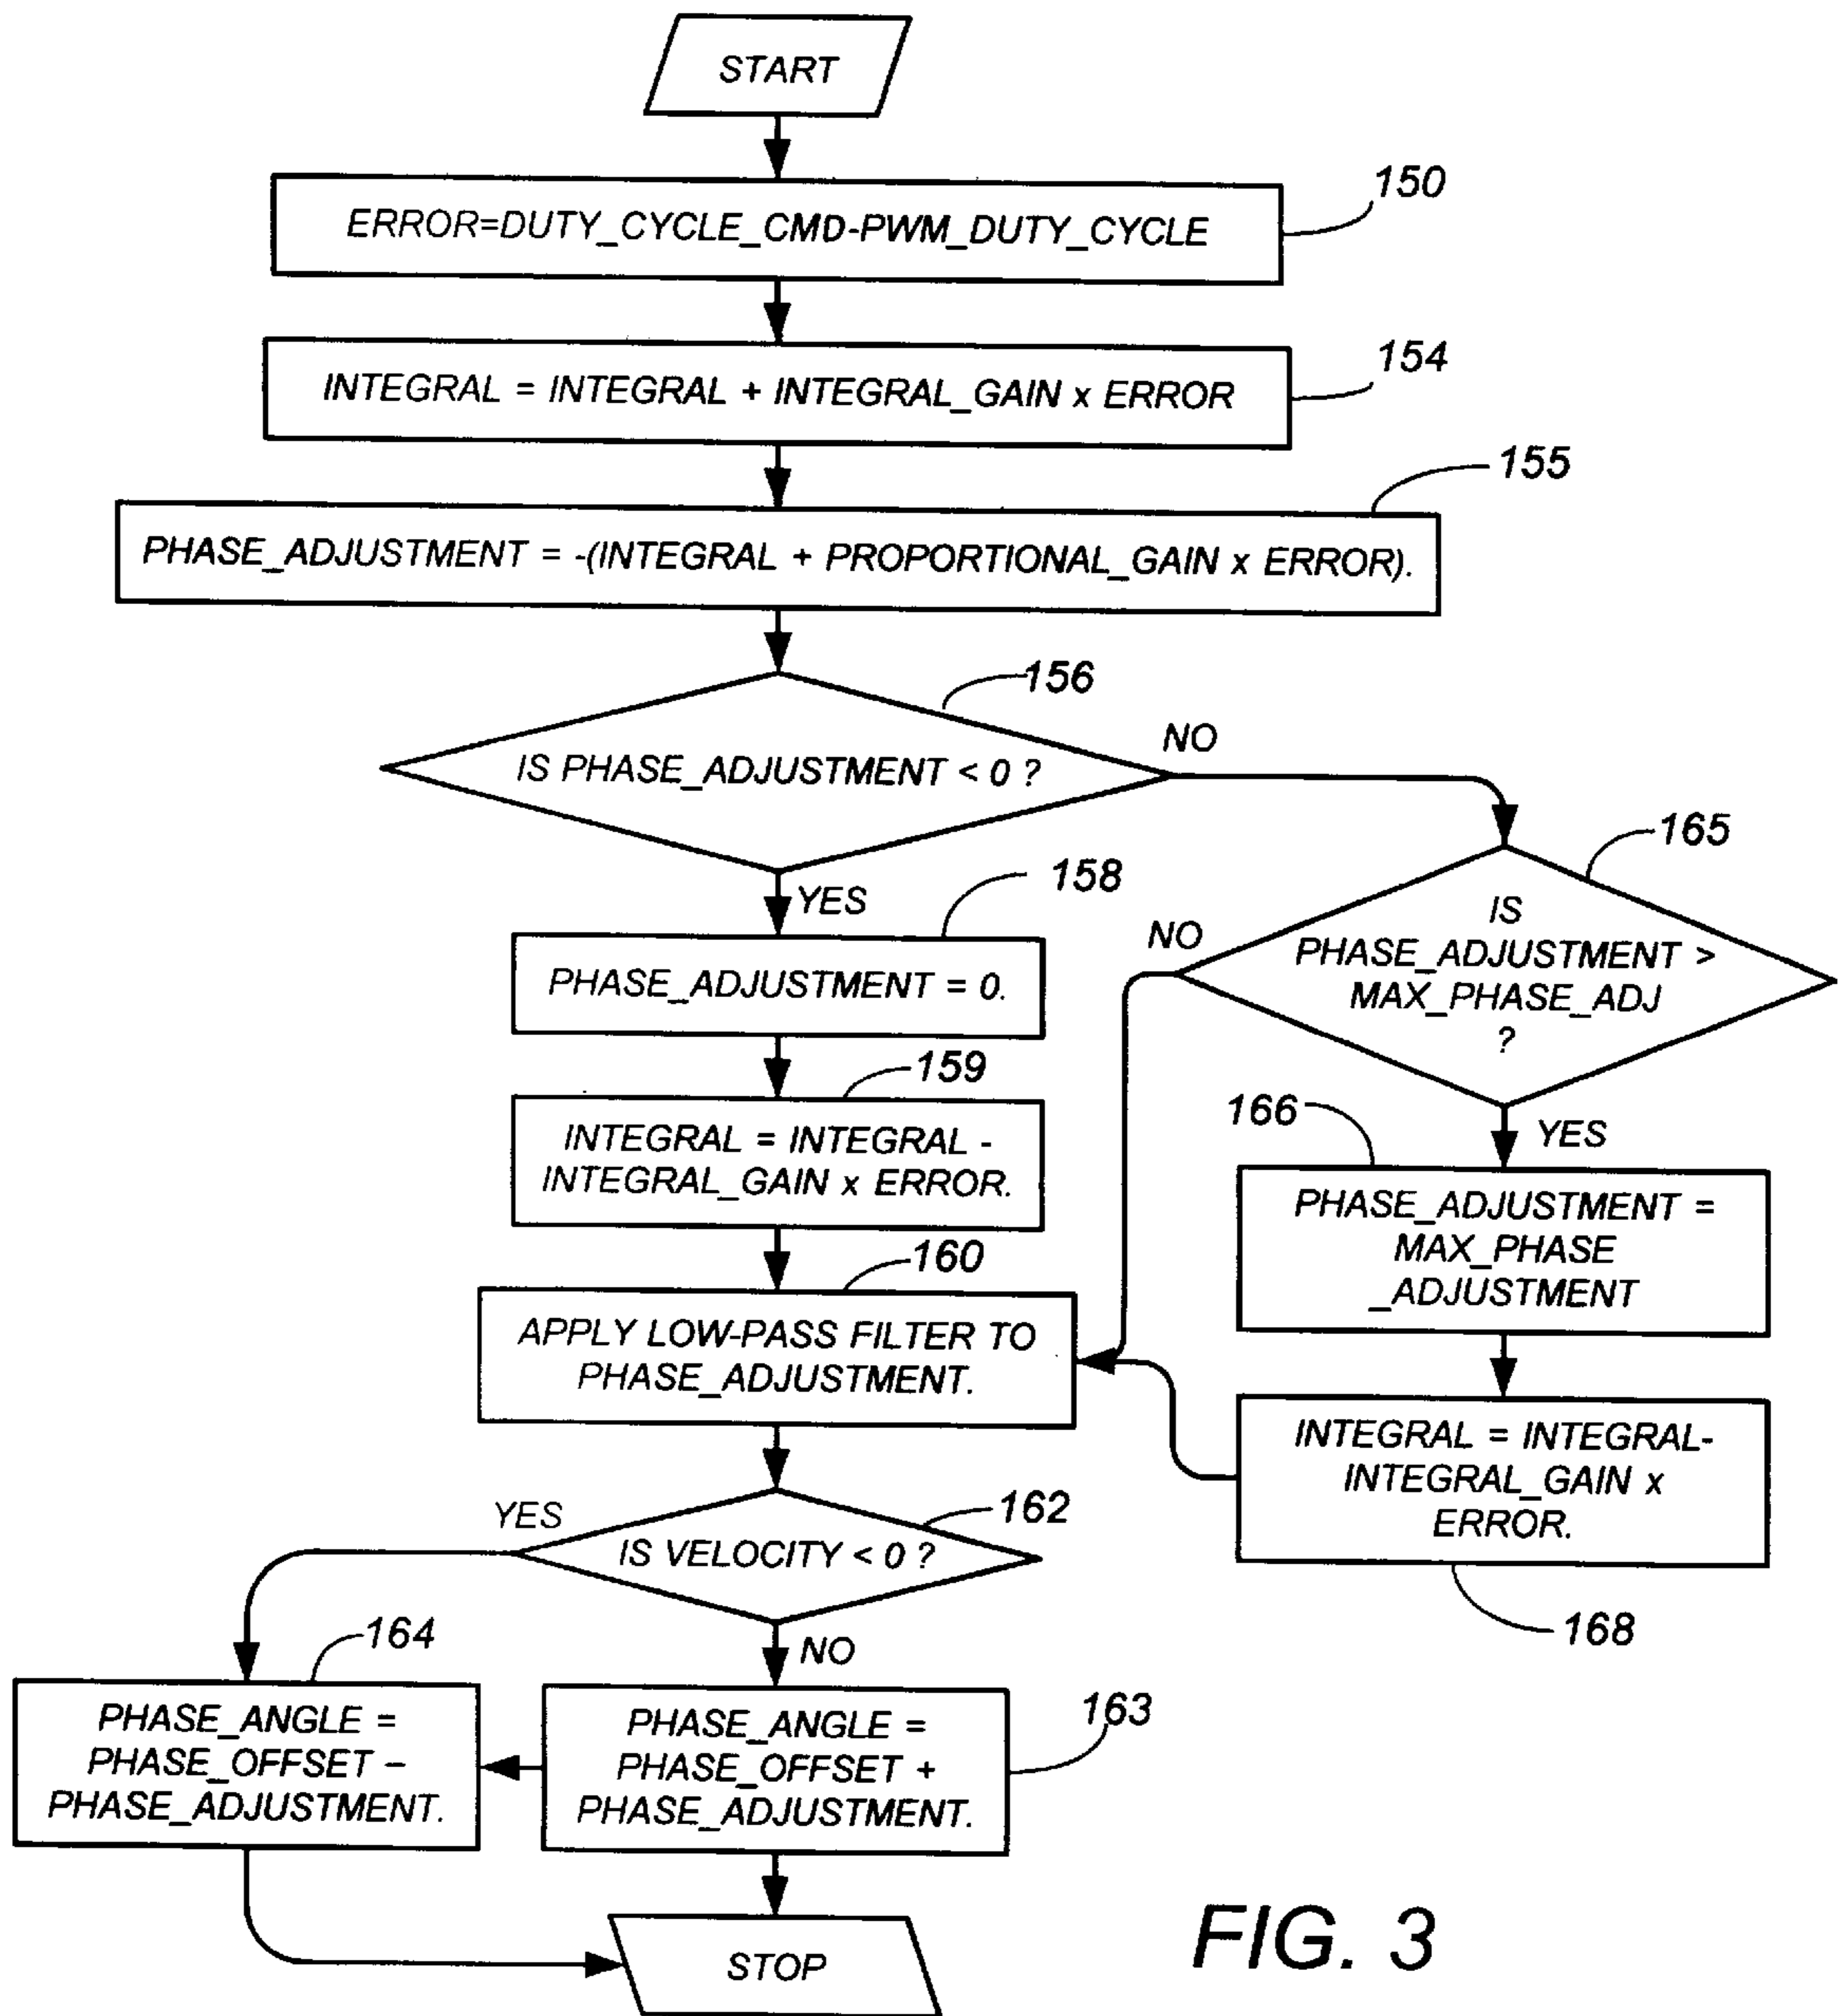 START
150
ERROR=DUTY_CYCLE_CMD-PWM_DUTY_CYCLE
154
INTEGRAL = INTEGRAL + INTEGRAL_GAIN x ERROR
155
PHASE_ADJUSTMENT = -(INTEGRAL + PROPORTIONAL_GAIN x ERROR).
156
IS PHASE_ADJUSTMENT < 0 ?
NO
YES
158
PHASE_ADJUSTMENT = 0.
159
INTEGRAL = INTEGRAL -
INTEGRAL_GAIN x ERROR.
160
APPLY LOW-PASS FILTER TO
PHASE_ADJUSTMENT.
165
IS
PHASE_ADJUSTMENT >
MAX_PHASE_ADJ
?
NO
YES
166
PHASE_ADJUSTMENT =
MAX_PHASE
_ADJUSTMENT
INTEGRAL = INTEGRAL-
INTEGRAL_GAIN x
ERROR.
168
162
IS VELOCITY < 0 ?
YES
NO
164
PHASE_ANGLE =
PHASE_OFFSET –
PHASE_ADJUSTMENT.
163
PHASE_ANGLE =
PHASE_OFFSET +
PHASE_ADJUSTMENT.
STOP
FIG. 3